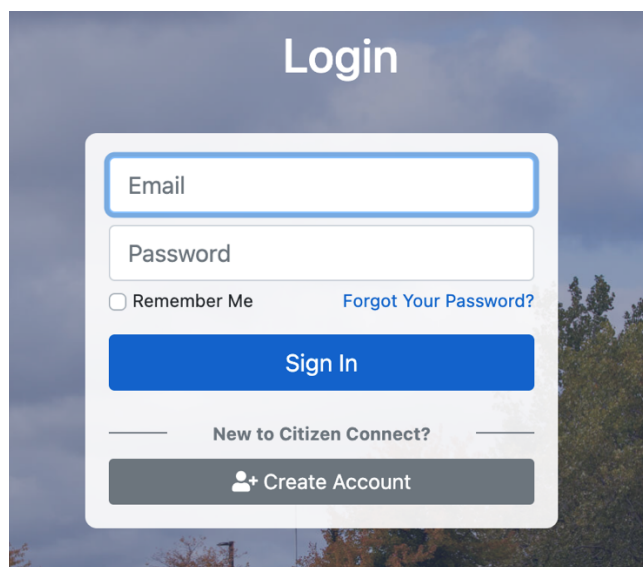 Login
Email
Password
Remember Me Forgot Your Password?
Sign In
New to Citizen Connect?
Create Account